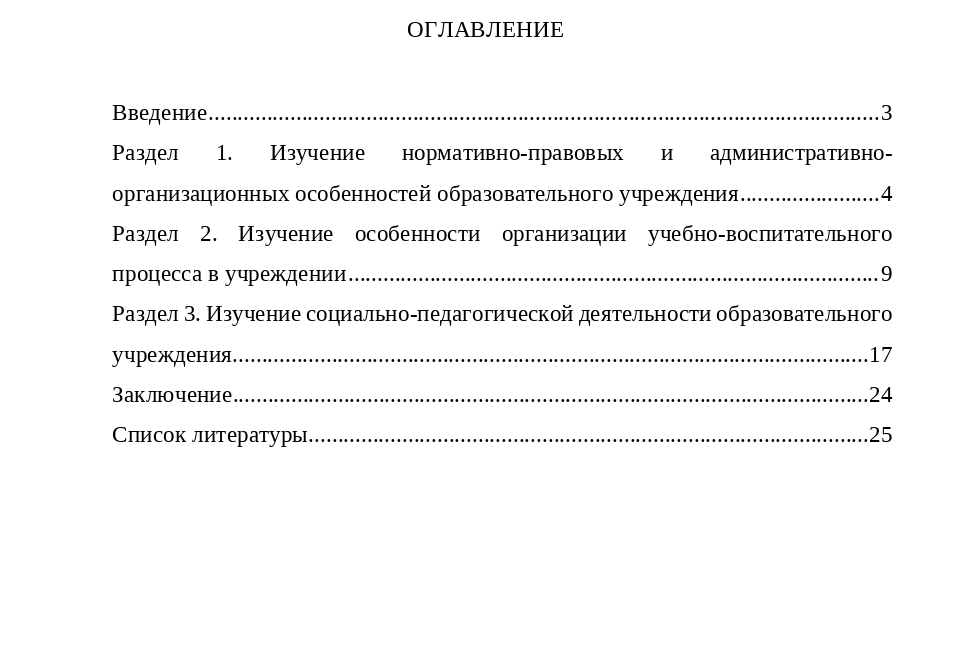 ОГЛАВЛЕНИЕ
Введение....................................................................................................................3
Раздел 1. Изучение нормативно-правовых и административно-
организационных особенностей образовательного учреждения........................4
Раздел 2. Изучение особенности организации учебно-воспитательного
процесса в учреждении............................................................................................9
Раздел 3. Изучение социально-педагогической деятельности образовательного
учреждения..............................................................................................................17
Заключение..............................................................................................................24
Список литературы.................................................................................................25